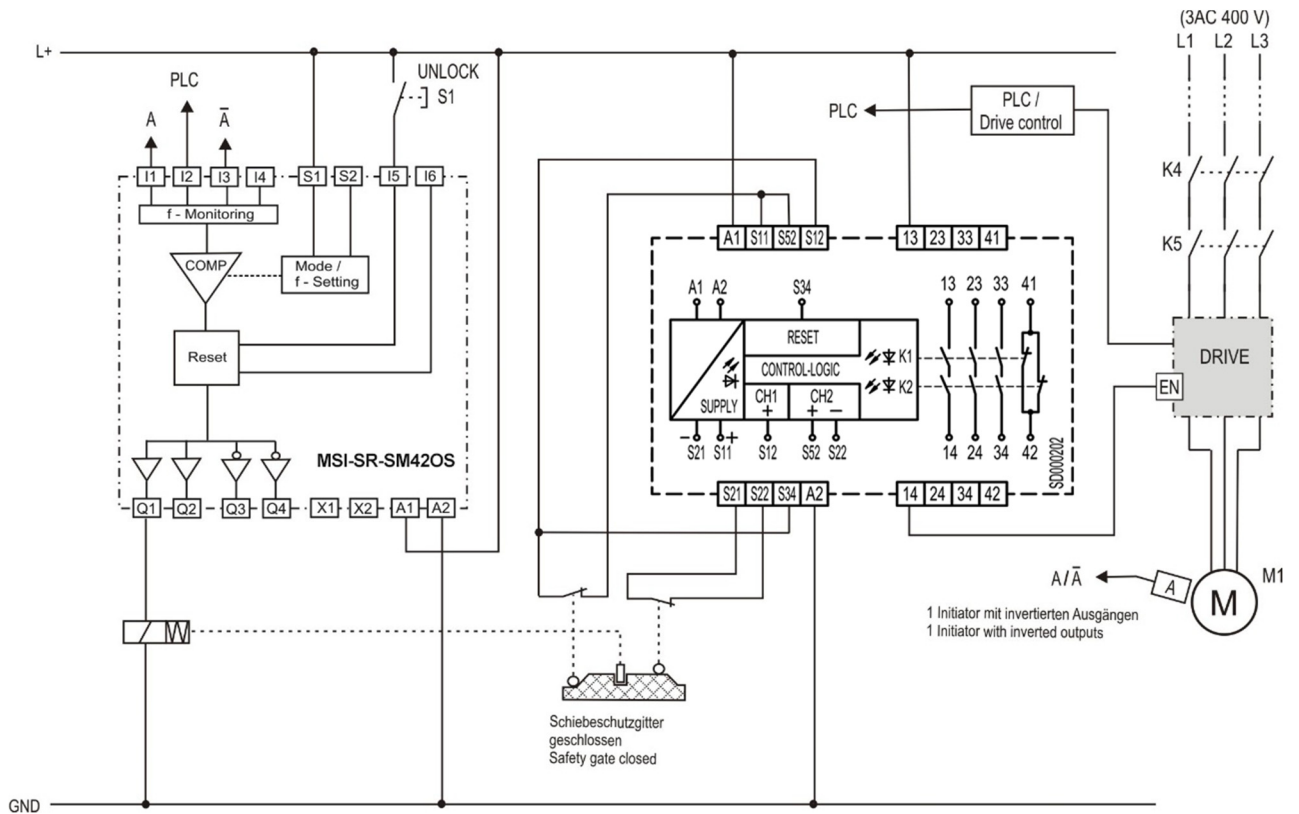 (3AC 400 V)
L1 L2 L3
L+
PLC
A
Ā
UNLOCK
S1
PLC
PLC /
Drive control
I1 I2 I3 I4 S1 S2 I5 I6
f - Monitoring
COMP
Mode /
f - Setting
Reset
MSI-SR-SM42OS
Q1 Q2 Q3 Q4 X1 X2 A1 A2
A1 S11 S52 S12
13 23 33 41
A1 A2
S34
13 23 33 41
RESET
CONTROL-LOGIC
K1
K2
SUPPLY
CH1
+
CH2
+ −
− +
S21 S11 S12 S52 S22
14 24 34 42
SD000202
S21 S22 S34 A2
14 24 34 42
K4
K5
DRIVE
EN
A/Ā
A
M
M1
1 Initiator mit invertierten Ausgängen
1 Initiator with inverted outputs
Schiebeschutzgitter
geschlossen
Safety gate closed
GND